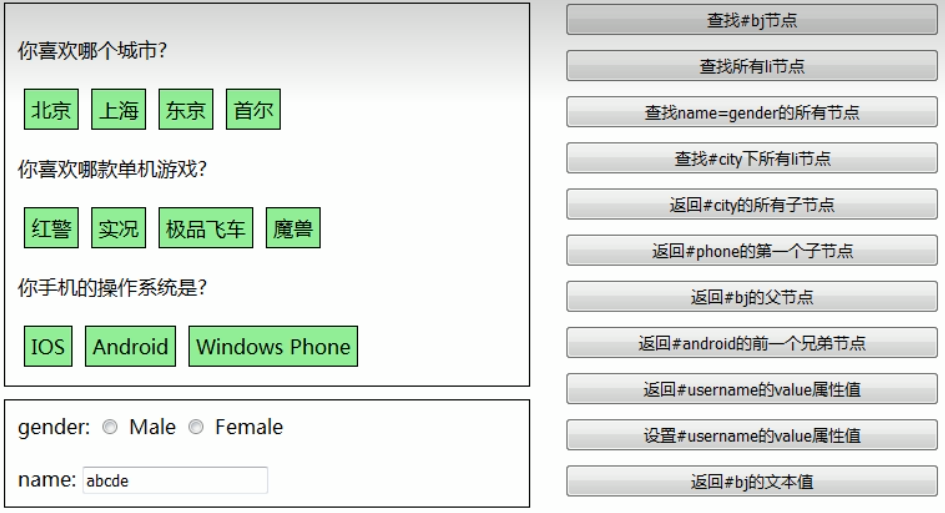 你喜欢哪个城市?
北京 上海 东京 首尔
你喜欢哪款单机游戏?
红警 实况 极品飞车 魔兽
你手机的操作系统是?
IOS Android Windows Phone
gender: Male Female
name: abcde
查找#bj节点
查找所有li节点
查找name=gender的所有节点
查找#city下所有li节点
返回#city的所有子节点
返回#phone的第一个子节点
返回#bj的父节点
返回#android的前一个兄弟节点
返回#username的value属性值
设置#username的value属性值
返回#bj的文本值